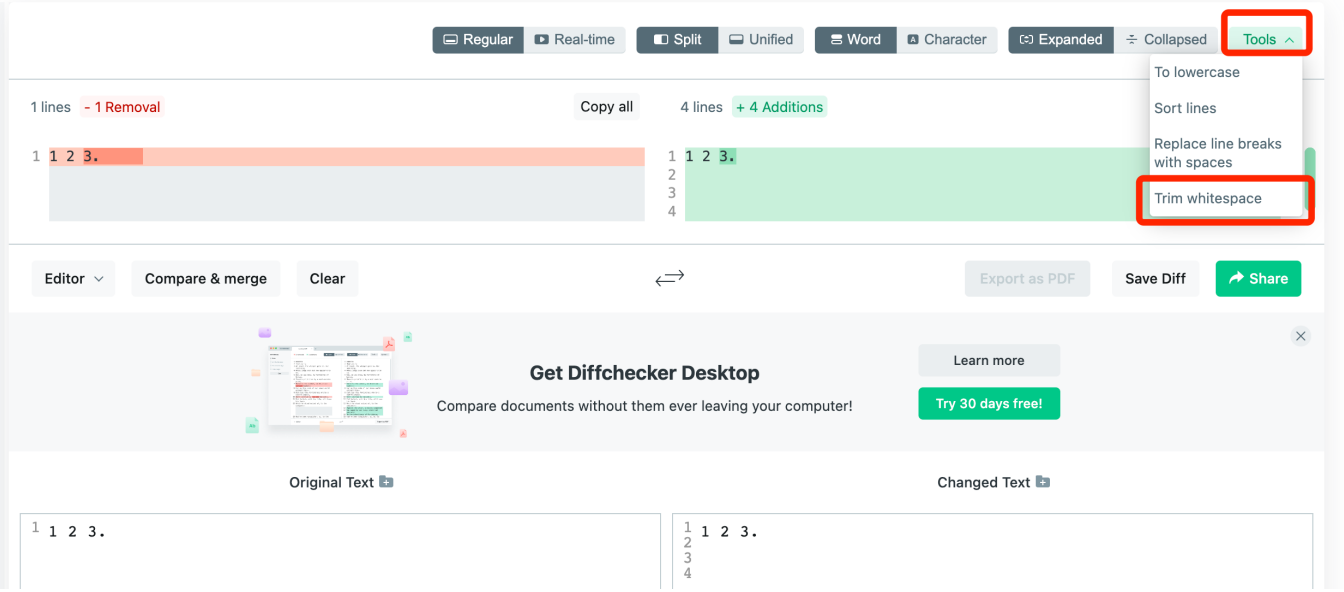 Regular Real-time Split Unified Word Character Expanded Collapsed Tools
To lowercase
Sort lines
Replace line breaks
with spaces
Trim whitespace
1 lines - 1 Removal Copy all 4 lines + 4 Additions
1 1 2 3. 1 1 2 3.
2
3
4
Editor Compare & merge Clear Export as PDF Save Diff Share
Get Diffchecker Desktop
Compare documents without them ever leaving your computer!
Learn more
Try 30 days free!
Original Text Changed Text
1 1 2 3. 1 1 2 3.
2
3
4